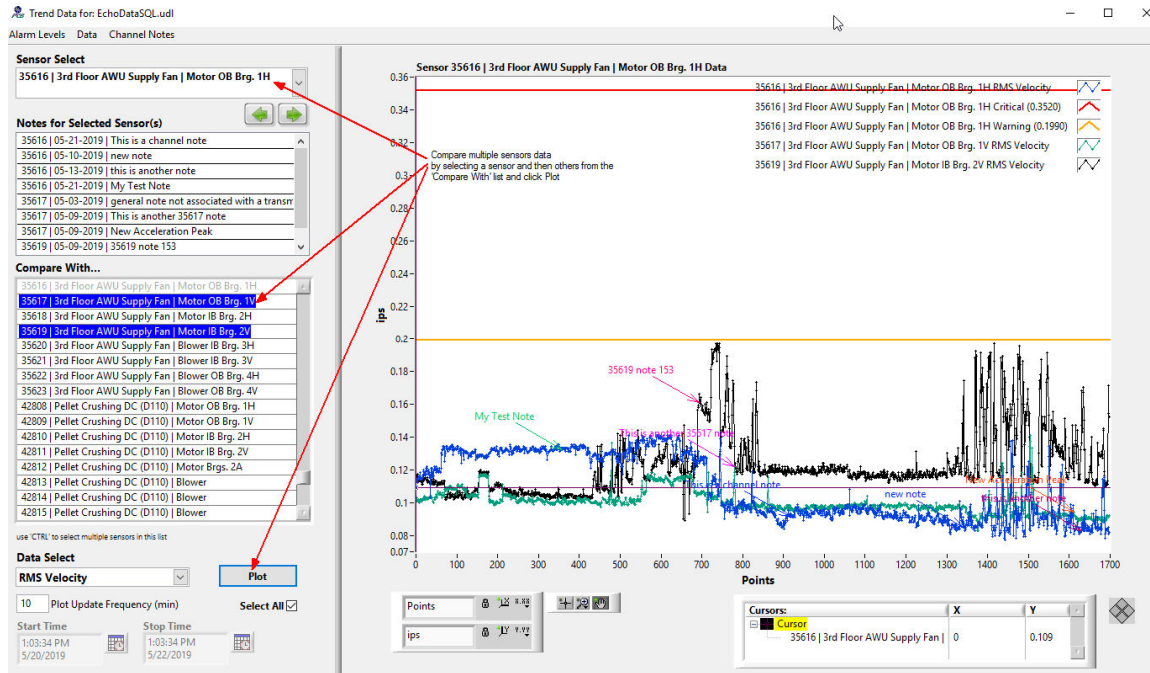 Trend Data for: EchoDataSQL.udl
Alarm Levels Data Channel Notes
Sensor Select
35616 | 3rd Floor AWU Supply Fan | Motor OB Brg. 1H
Notes for Selected Sensor(s)
35616 | 05-21-2019 | This is a channel note
35616 | 05-10-2019 | new note
35616 | 05-13-2019 | this is another note
35616 | 05-21-2019 | My Test Note
35617 | 05-03-2019 | general note not associated with a transm
35617 | 05-09-2019 | This is another 35617 note
35617 | 05-09-2019 | New Acceleration Peak
35619 | 05-09-2019 | 35619 note 153
Compare With...
35616 | 3rd Floor AWU Supply Fan | Motor OB Brg. 1H
35617 | 3rd Floor AWU Supply Fan | Motor OB Brg. 1V
35618 | 3rd Floor AWU Supply Fan | Motor IB Brg. 2H
35619 | 3rd Floor AWU Supply Fan | Motor IB Brg. 2V
35620 | 3rd Floor AWU Supply Fan | Blower IB Brg. 3H
35621 | 3rd Floor AWU Supply Fan | Blower IB Brg. 3V
35622 | 3rd Floor AWU Supply Fan | Blower OB Brg. 4H
35623 | 3rd Floor AWU Supply Fan | Blower OB Brg. 4V
42808 | Pellet Crushing DC (D110) | Motor OB Brg. 1H
42809 | Pellet Crushing DC (D110) | Motor OB Brg. 1V
42810 | Pellet Crushing DC (D110) | Motor IB Brg. 2H
42811 | Pellet Crushing DC (D110) | Motor IB Brg. 2V
42812 | Pellet Crushing DC (D110) | Motor Brgs. 2A
42813 | Pellet Crushing DC (D110) | Blower
42814 | Pellet Crushing DC (D110) | Blower
42815 | Pellet Crushing DC (D110) | Blower
use 'CTRL' to select multiple sensors in this list
Data Select
RMS Velocity
Plot
10 Plot Update Frequency (min)
Select All
Start Time
1:03:34 PM
5/20/2019
Stop Time
1:03:34 PM
5/22/2019
Sensor 35616 | 3rd Floor AWU Supply Fan | Motor OB Brg. 1H Data
35616 | 3rd Floor AWU Supply Fan | Motor OB Brg. 1H RMS Velocity
35616 | 3rd Floor AWU Supply Fan | Motor OB Brg. 1H Critical (0.3520)
35616 | 3rd Floor AWU Supply Fan | Motor OB Brg. 1H Warning (0.1990)
35617 | 3rd Floor AWU Supply Fan | Motor OB Brg. 1V RMS Velocity
35619 | 3rd Floor AWU Supply Fan | Motor IB Brg. 2V RMS Velocity
Compare multiple sensors data
by selecting a sensor and then others from the
'Compare With' list and click Plot
0.36
0.34
0.32
0.3
0.28
0.26
0.24
0.22
0.2
0.18
0.16
0.14
0.12
0.1
0.08
0.07
ips
35619 note 153
My Test Note
This is another 35617 note
This is a channel note
new note
New Acceleration Peak
this is another note
0 100 200 300 400 500 600 700 800 900 1000 1100 1200 1300 1400 1500 1600 1700
Points
Points
ips
Cursors: X Y
Cursor
35616 | 3rd Floor AWU Supply Fan | 0 0.109